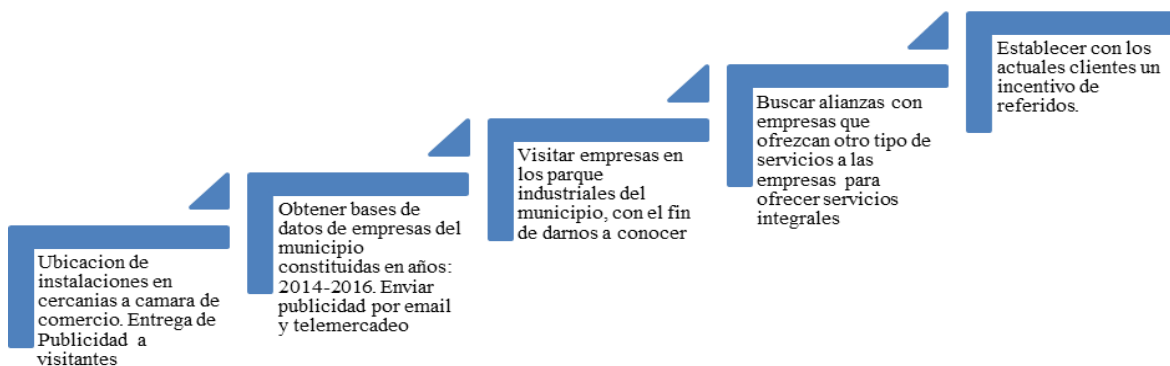 Ubicacion de
instalaciones en
cercanias a camara de
comercio. Entrega de
Publicidad a
visitantes
Obtener bases de
datos de empresas del
municipio
constituidas en años:
2014-2016. Enviar
publicidad por email
y telemercadeo
Visitar empresas en
los parque
industriales del
municipio, con el fin
de darnos a conocer
Buscar alianzas con
empresas que
ofrezcan otro tipo de
servicios a las
empresas para
ofrecer servicios
integrales
Establecer con los
actuales clientes un
incentivo de
referidos.